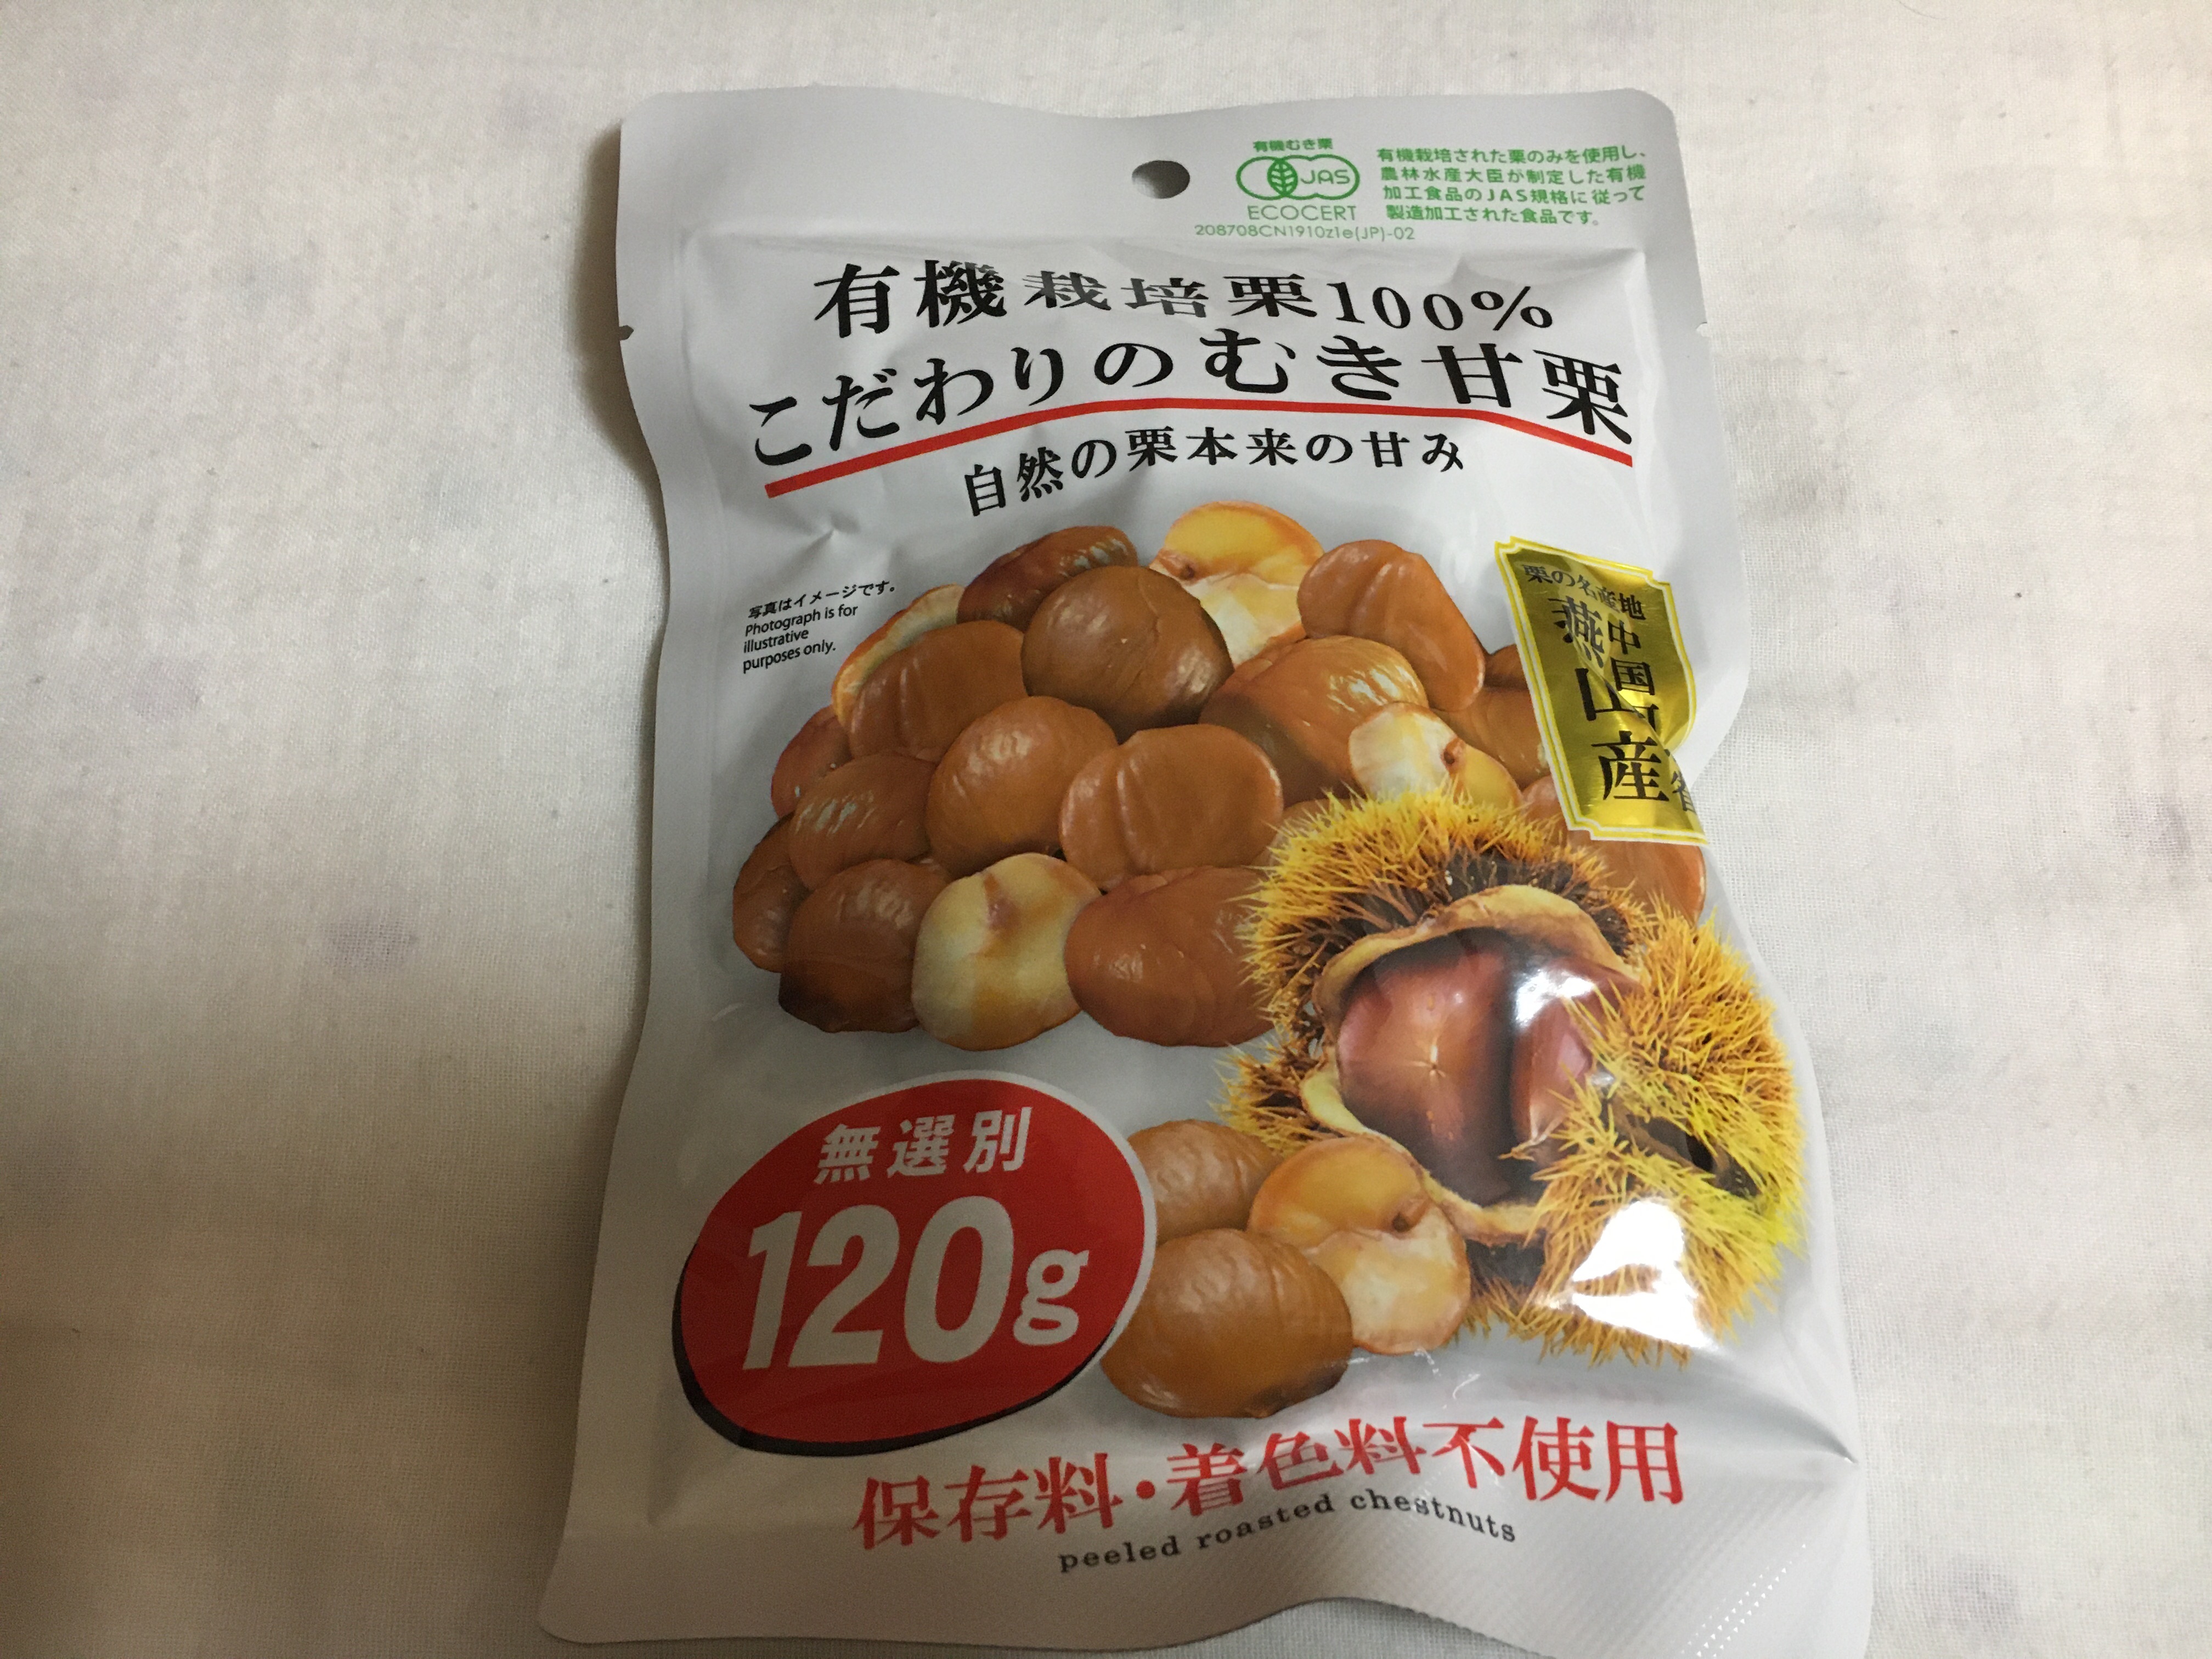 有機むき栗
JAS
ECOCERT
208708CN1910z1e(JP)-02
有機栽培された栗のみを使用し、
農林水産大臣が制定した有機
加工食品のJAS規格に従って
製造加工された食品です。
有機栽培栗100%
こだわりのむき甘栗
自然の栗本来の甘み
写真はイメージです。
Photograph is for
illustrative
purposes only.
栗の名産地
中国
燕山産
無選別
120g
保存料・着色料不使用
peeled roasted chestnuts